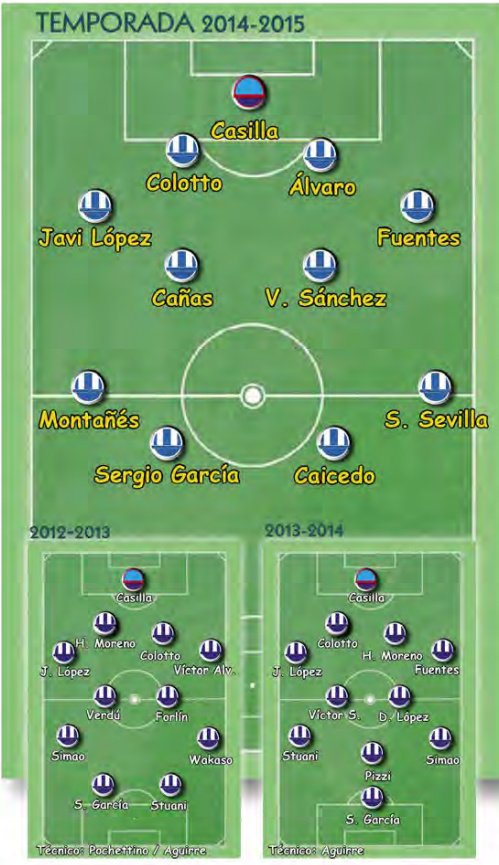 TEMPORADA 2014-2015
Casilla
Colotto
Álvaro
Javi López
Fuentes
Cañas
V. Sánchez
Montañés
S. Sevilla
Sergio García
Caicedo
2012-2013
Casilla
H. Moreno
Colotto
J. López
Víctor Alv.
Verdú
Forlín
Simao
Wakaso
S. García
Stuani
Técnico: Pochettino / Aguirre
2013-2014
Casilla
Colotto
H. Moreno
J. López
Fuentes
Víctor S.
D. López
Stuani
Simao
Pizzi
S. García
Técnico: Aguirre